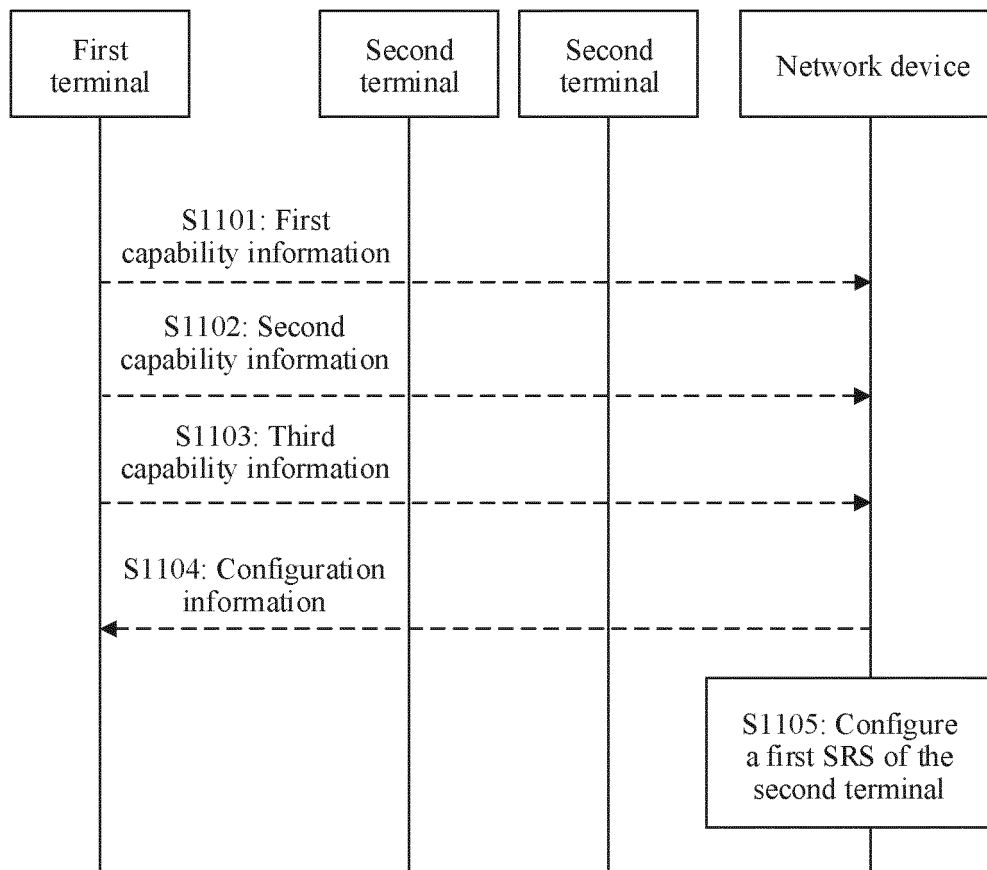 First
terminal
Second
terminal
Second
terminal
Network device
S1101: First
capability information
S1102: Second
capability information
S1103: Third
capability information
S1104: Configuration
information
S1105: Configure
a first SRS of the
second terminal